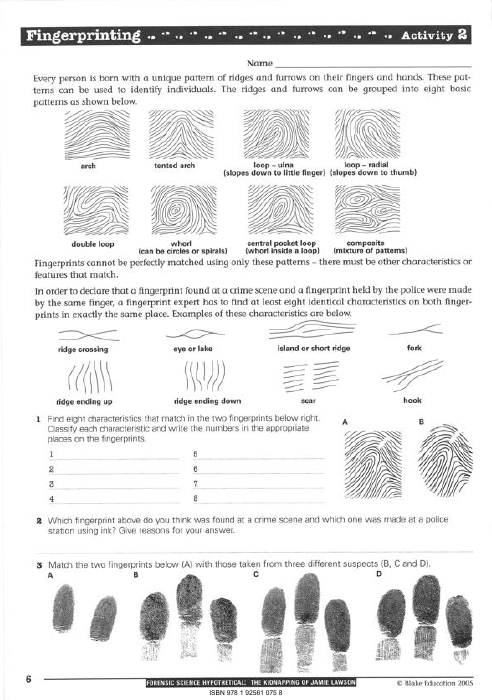 Fingerprinting
Activity 2
Name
Every person is born with a unique pattern of ridges and furrows on their fingers and hands. These pat-
terns can be used to identify individuals. The ridges and furrows can be grouped into eight basic
patterns as shown below.
arch tented arch loop – ulna loop – radial
(slopes down to little finger) (slopes down to thumb)
double loop whorl central pocket loop composite
(can be circles or spirals) (whorl inside a loop) (mixture of patterns)
Fingerprints cannot be perfectly matched using only these patterns – there must be other characteristics or
features that match.
In order to declare that a fingerprint found at a crime scene and a fingerprint held by the police were made
by the same finger, a fingerprint expert has to find at least eight identical characteristics on both finger-
prints in exactly the same place. Examples of these characteristics are below.
ridge crossing eye or lake island or short ridge fork
ridge ending up ridge ending down scar hook
1 Find eight characteristics that match in the two fingerprints below right.
Classify each characteristic and write the numbers in the appropriate
places on the fingerprints.
A B
1 5
2 6
3 7
4 8
2 Which fingerprint above do you think was found at a crime scene and which one was made at a police
station using ink? Give reasons for your answer.
3 Match the two fingerprints below (A) with those taken from three different suspects (B, C and D).
A B C D
6
FORENSIC SCIENCE HYPOTHETICAL: THE KIDNAPPING OF JAMIE LAWSON
© Blake Education 2005
ISBN 978 1 92561 075 8